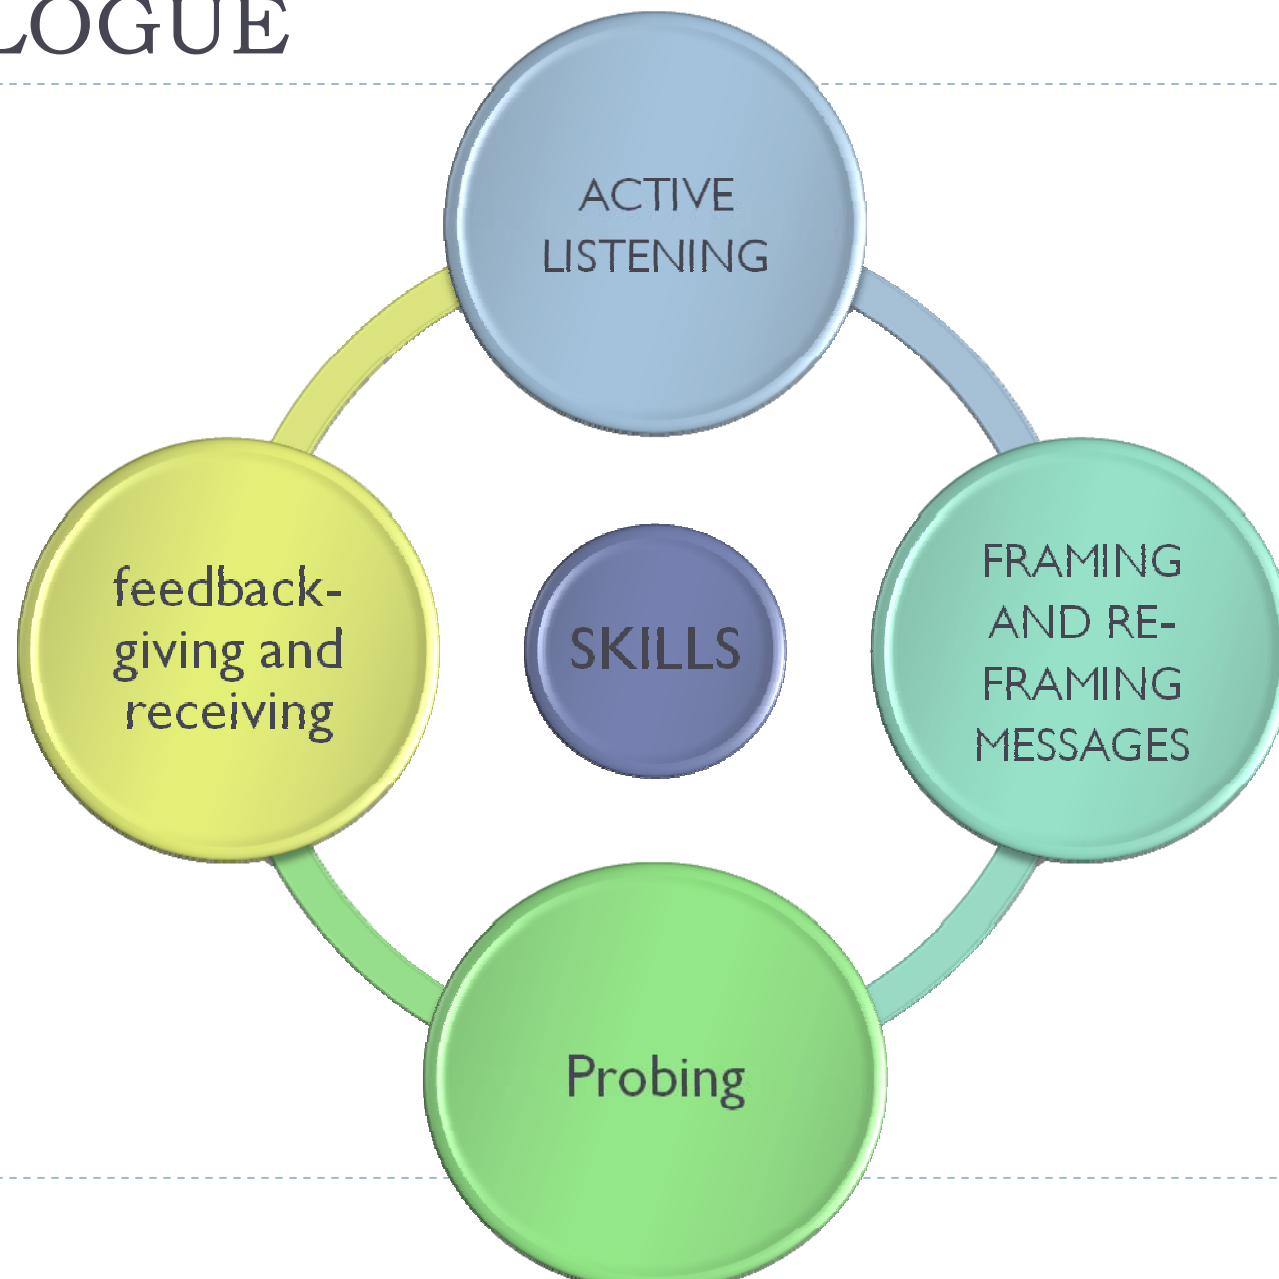 LOGUE
ACTIVE
LISTENING
feedback-
giving and
receiving
SKILLS
FRAMING
AND RE-
FRAMING
MESSAGES
Probing